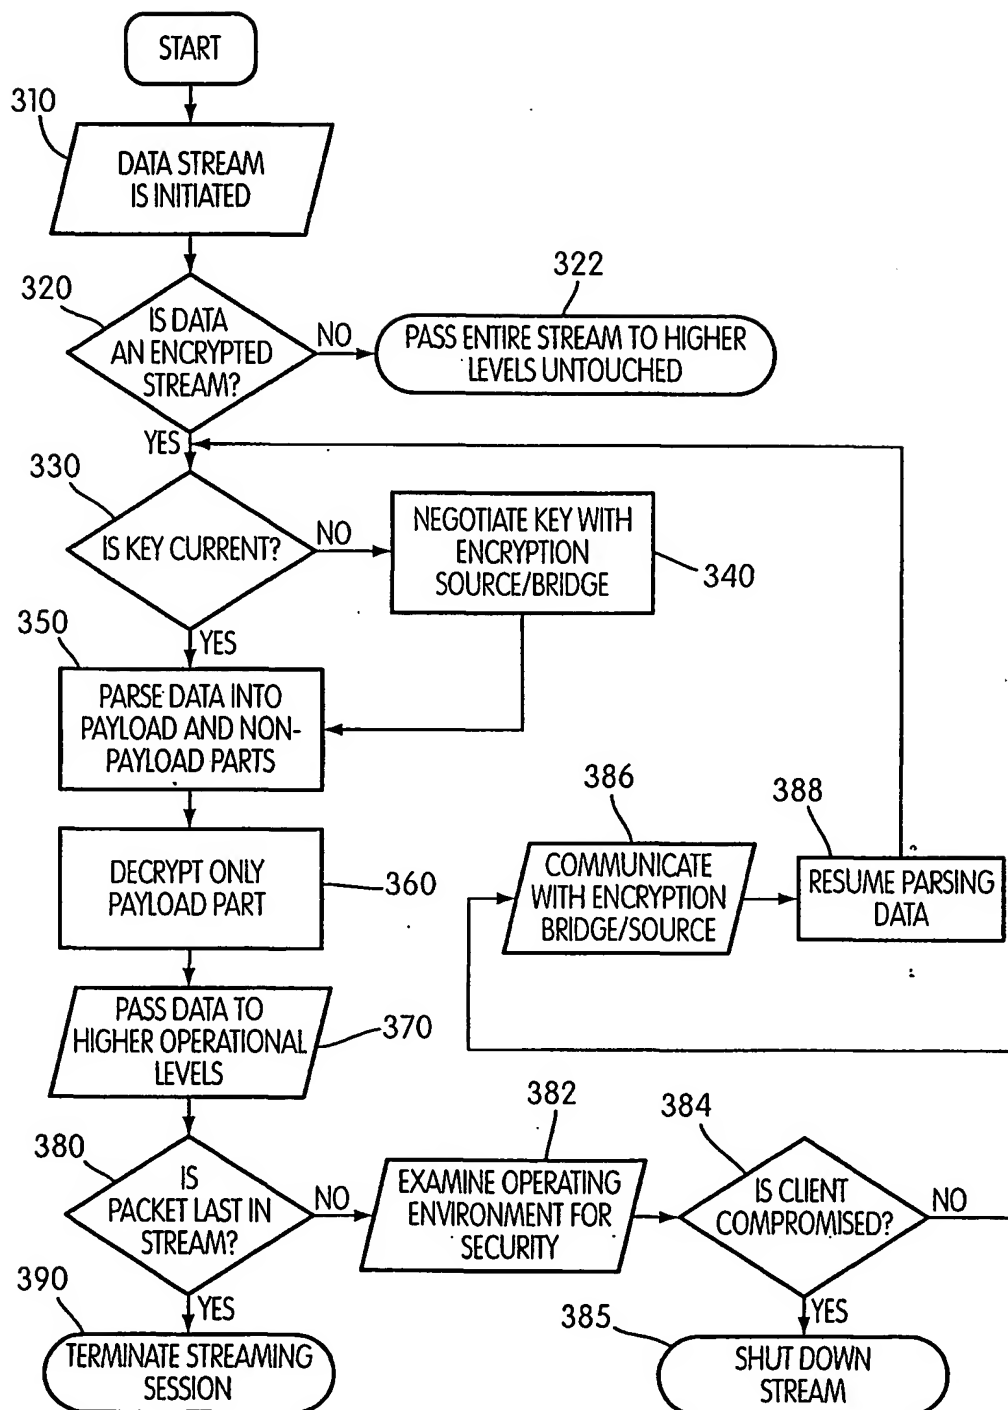 START
310
DATA STREAM
IS INITIATED
320
IS DATA
AN ENCRYPTED
STREAM?
NO
322
PASS ENTIRE STREAM TO HIGHER
LEVELS UNTOUCHED
YES
330
IS KEY CURRENT?
NO
NEGOTIATE KEY WITH
ENCRYPTION
SOURCE/BRIDGE
340
YES
350
PARSE DATA INTO
PAYLOAD AND NON-
PAYLOAD PARTS
DECRYPT ONLY
PAYLOAD PART
360
386
COMMUNICATE
WITH ENCRYPTION
BRIDGE/SOURCE
388
RESUME PARSING
DATA
PASS DATA TO
HIGHER OPERATIONAL
LEVELS
370
380
IS
PACKET LAST IN
STREAM?
NO
382
EXAMINE OPERATING
ENVIRONMENT FOR
SECURITY
384
IS CLIENT
COMPROMISED?
NO
YES
390
TERMINATE STREAMING
SESSION
YES
385
SHUT DOWN
STREAM